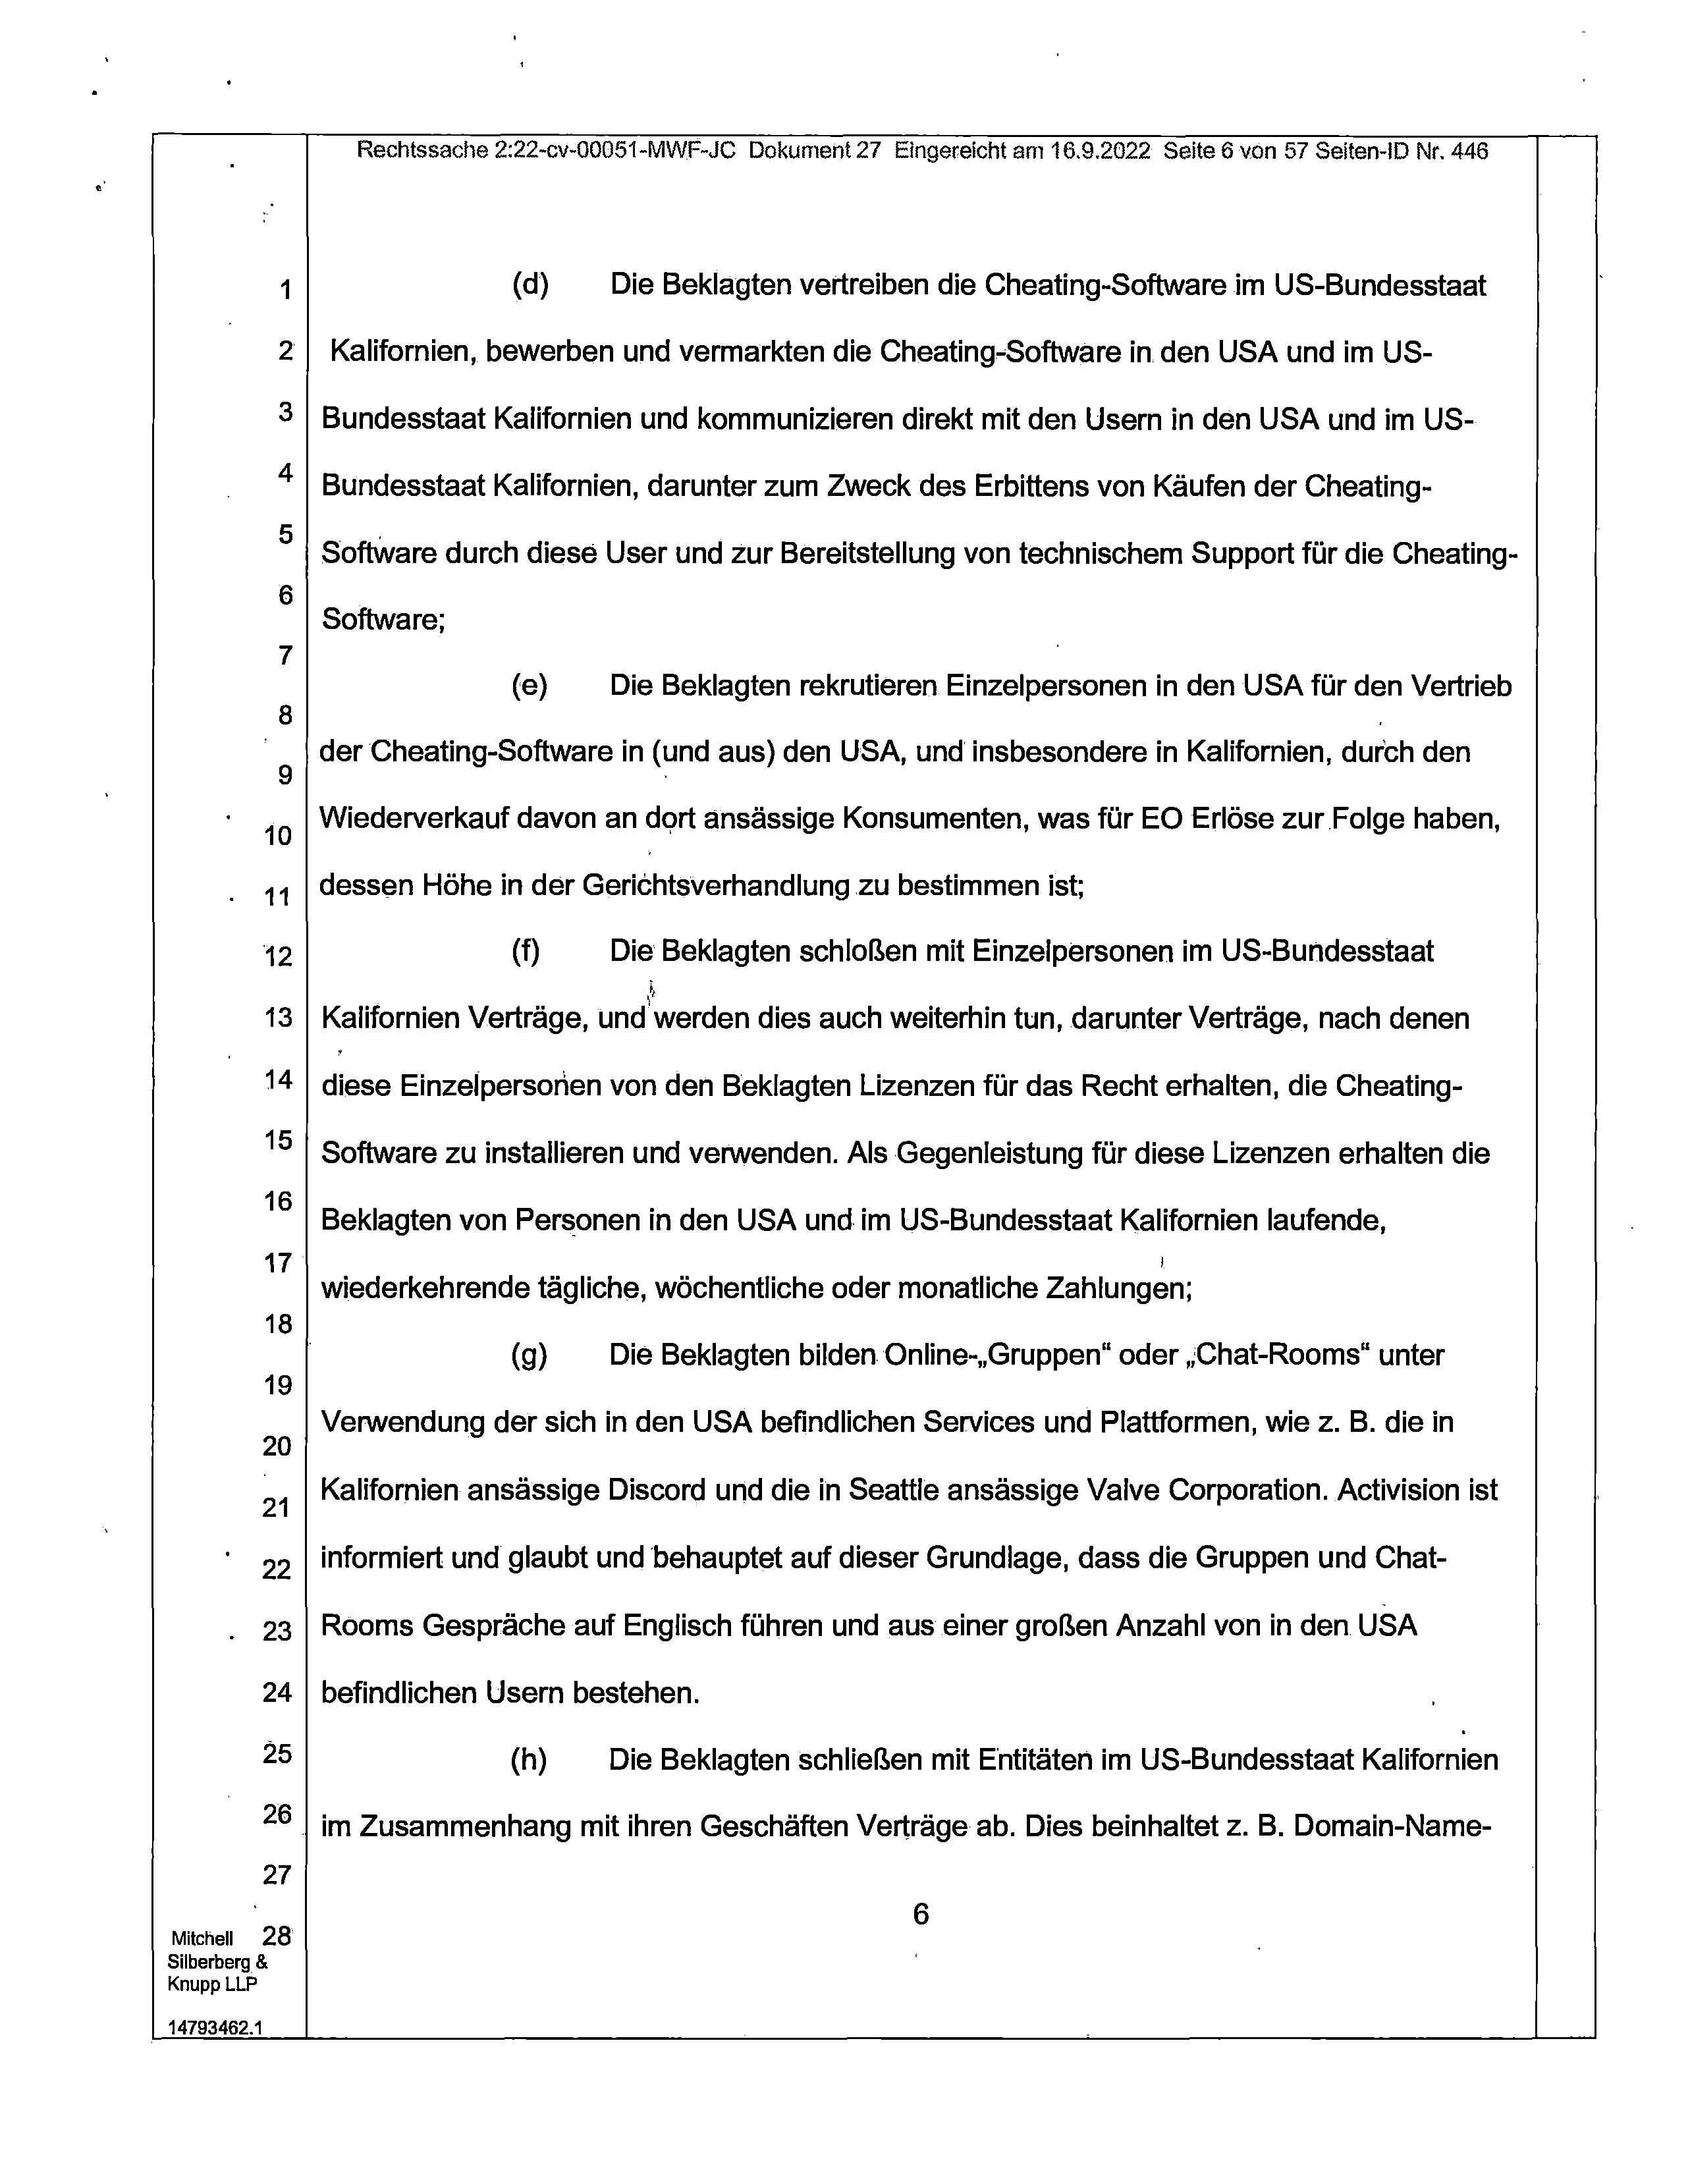 Rechtssache 2:22-cv-00051-MWF-JC Dokument 27 Eingereicht am 16.9.2022 Seite 6 von 57 Seiten-ID Nr. 446
1 (d) Die Beklagten vertreiben die Cheating-Software im US-Bundesstaat
2 Kalifornien, bewerben und vermarkten die Cheating-Software in den USA und im US-
3 Bundesstaat Kalifornien und kommunizieren direkt mit den Usern in den USA und im US-
4 Bundesstaat Kalifornien, darunter zum Zweck des Erbittens von Käufen der Cheating-
5 Software durch diese User und zur Bereitstellung von technischem Support für die Cheating-
6 Software;
7
(e) Die Beklagten rekrutieren Einzelpersonen in den USA für den Vertrieb
8
der Cheating-Software in (und aus) den USA, und insbesondere in Kalifornien, durch den
9
Wiederverkauf davon an dort ansässige Konsumenten, was für EO Erlöse zur Folge haben,
10
11 dessen Höhe in der Gerichtsverhandlung zu bestimmen ist;
12 (f) Die Beklagten schloßen mit Einzelpersonen im US-Bundesstaat
13 Kalifornien Verträge, und werden dies auch weiterhin tun, darunter Verträge, nach denen
14 diese Einzelpersonen von den Beklagten Lizenzen für das Recht erhalten, die Cheating-
15 Software zu installieren und verwenden. Als Gegenleistung für diese Lizenzen erhalten die
16 Beklagten von Personen in den USA und im US-Bundesstaat Kalifornien laufende,
17 wiederkehrende tägliche, wöchentliche oder monatliche Zahlungen;
18
(g) Die Beklagten bilden Online-„Gruppen“ oder „Chat-Rooms“ unter
19
Verwendung der sich in den USA befindlichen Services und Plattformen, wie z. B. die in
20
Kalifornien ansässige Discord und die in Seattle ansässige Valve Corporation. Activision ist
21
22 informiert und glaubt und behauptet auf dieser Grundlage, dass die Gruppen und Chat-
23 Rooms Gespräche auf Englisch führen und aus einer großen Anzahl von in den USA
24 befindlichen Usern bestehen.
25 (h) Die Beklagten schließen mit Entitäten im US-Bundesstaat Kalifornien
26 im Zusammenhang mit ihren Geschäften Verträge ab. Dies beinhaltet z. B. Domain-Name-
27
6
Mitchell 28
Silberberg &
Knupp LLP
14793462.1